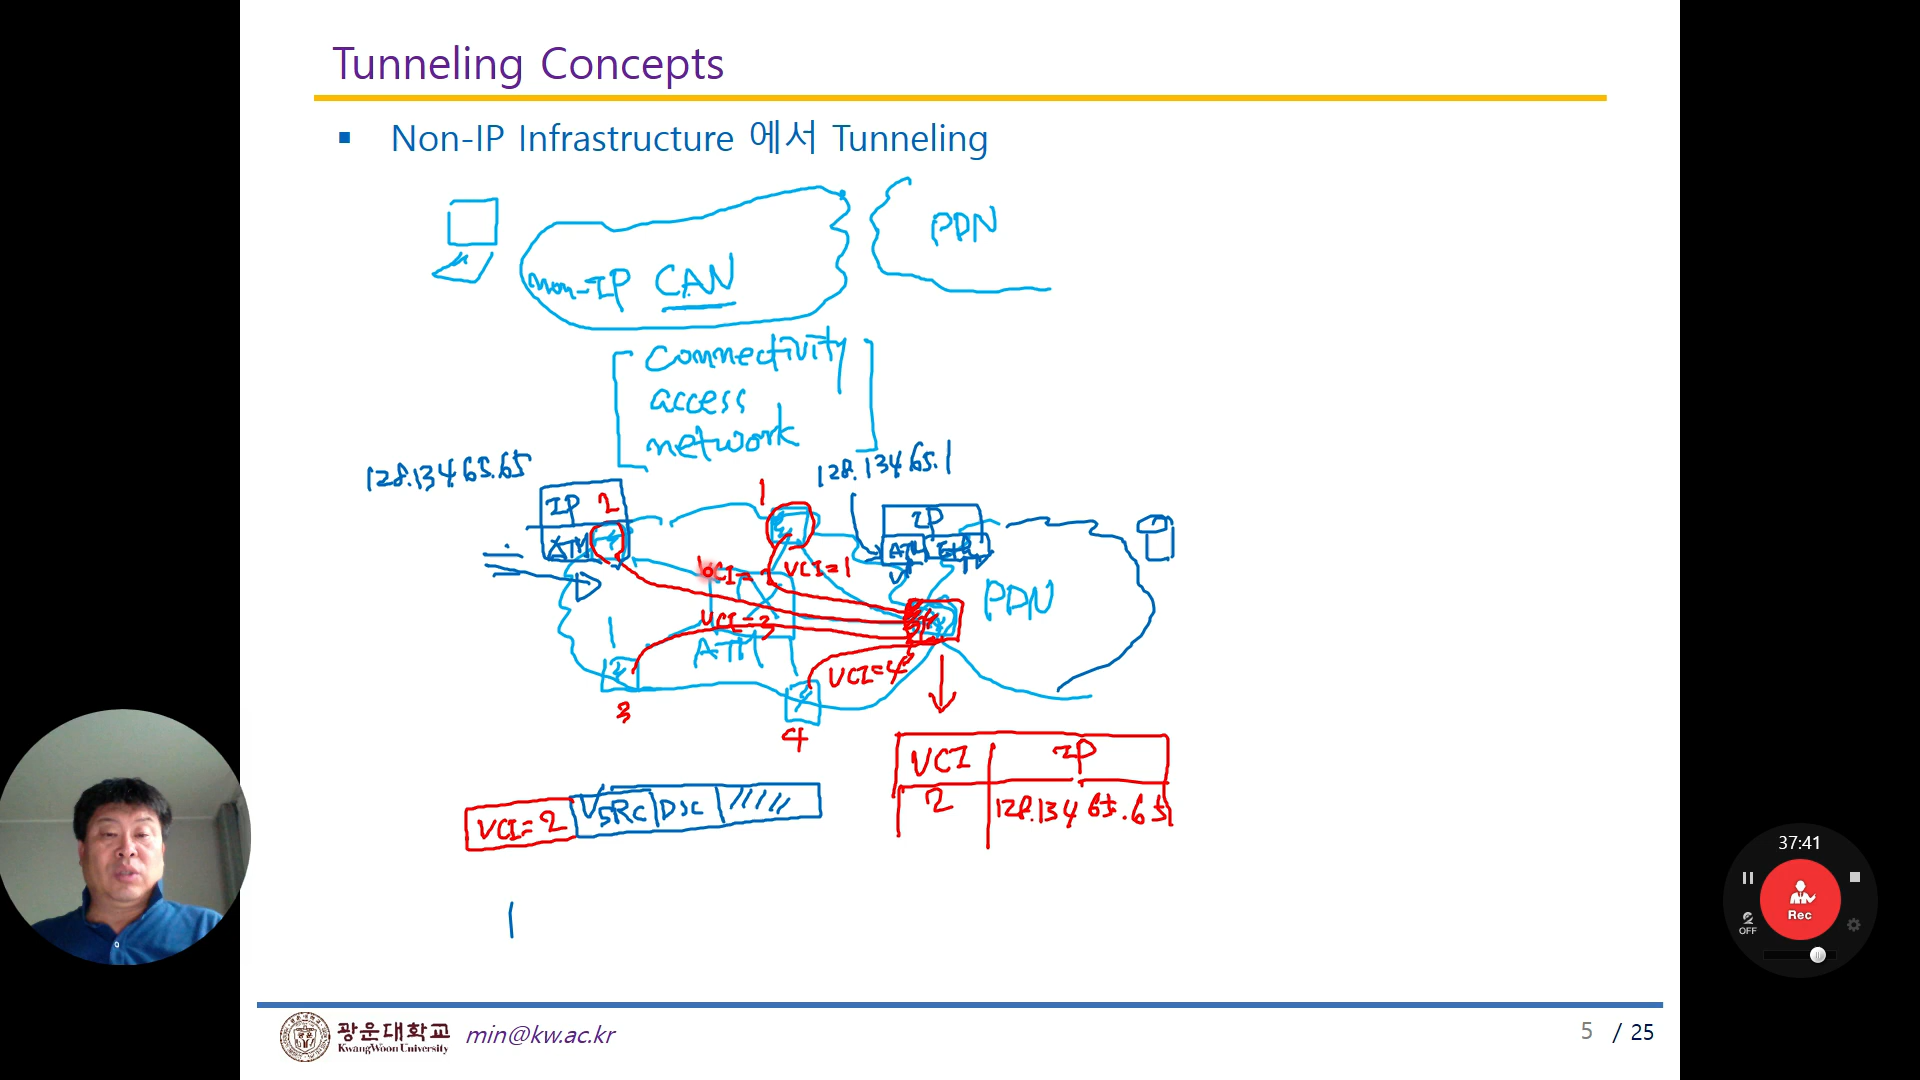 Tunneling Concepts
▪ Non-IP Infrastructure 에서 Tunneling
PDN
non-IP CAN
Connectivity
access
network
128.134.65.65
128.134.65.1
1
IP 2
IP
ATM
ATM
VCI=1
PDN
VCI=3
1
ATM
VCI=4
3
4
VCI IP
2 128.134.65.65
VCI=2 SRC DSC
37:41
Rec
OFF
광운대학교
KwangWoon University
min@kw.ac.kr
5 / 25